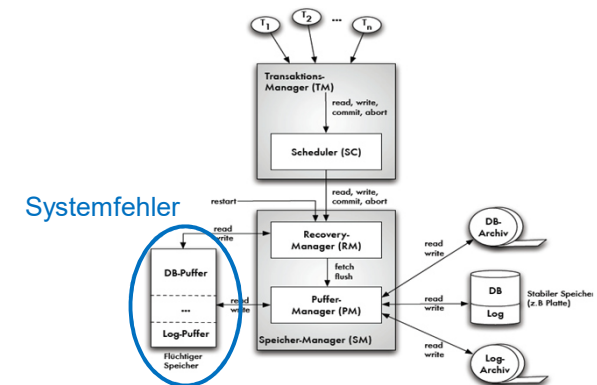 T1
T2
...
Tn
Transaktions-
Manager (TM)
read, write,
commit, abort
Scheduler (SC)
read, write,
commit, abort
restart
Systemfehler
read
write
Recovery-
Manager (RM)
fetch
flush
DB-Puffer
...
Log-Puffer
Flüchtiger
Speicher
read
write
Puffer-
Manager (PM)
Speicher-Manager (SM)
read
write
DB-
Archiv
read
write
DB
Log
Stabiler Speicher
(z.B Platte)
read
write
Log-
Archiv